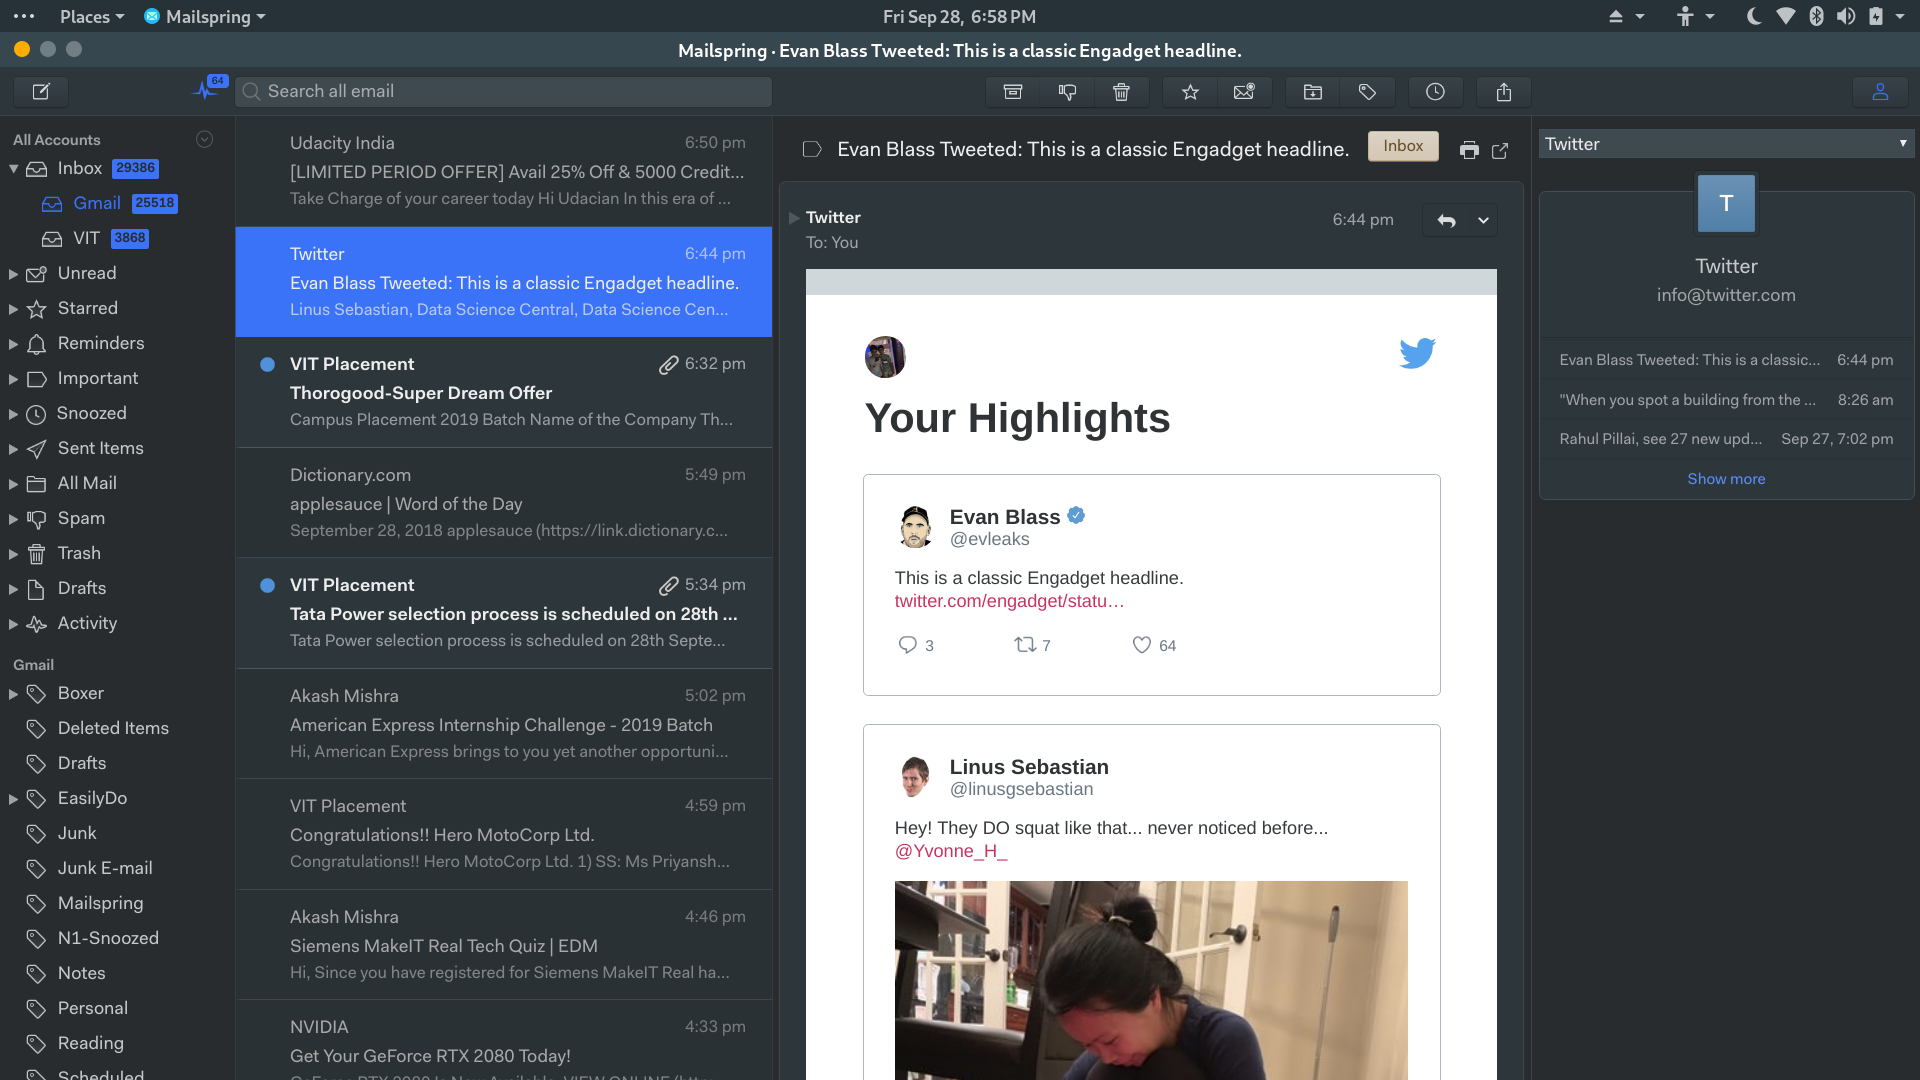 Places
Mailspring
Fri Sep 28, 6:58 PM
Mailspring · Evan Blass Tweeted: This is a classic Engadget headline.
64
Search all email
All Accounts
Inbox 29386
Gmail 25518
VIT 3868
Unread
Starred
Reminders
Important
Snoozed
Sent Items
All Mail
Spam
Trash
Drafts
Activity
Gmail
Boxer
Deleted Items
Drafts
EasilyDo
Junk
Junk E-mail
Mailspring
N1-Snoozed
Notes
Personal
Reading
Scheduled
Udacity India 6:50 pm
[LIMITED PERIOD OFFER] Avail 25% Off & 5000 Credit...
Take Charge of your career today Hi Udacian In this era of ...
Twitter 6:44 pm
Evan Blass Tweeted: This is a classic Engadget headline.
Linus Sebastian, Data Science Central, Data Science Cen...
VIT Placement 6:32 pm
Thorogood-Super Dream Offer
Campus Placement 2019 Batch Name of the Company Th...
Dictionary.com 5:49 pm
applesauce | Word of the Day
September 28, 2018 applesauce (https://link.dictionary.c...
VIT Placement 5:34 pm
Tata Power selection process is scheduled on 28th ...
Tata Power selection process is scheduled on 28th Septe...
Akash Mishra 5:02 pm
American Express Internship Challenge - 2019 Batch
Hi, American Express brings to you yet another opportuni...
VIT Placement 4:59 pm
Congratulations!! Hero MotoCorp Ltd.
Congratulations!! Hero MotoCorp Ltd. 1) SS: Ms Priyansh...
Akash Mishra 4:46 pm
Siemens MakeIT Real Tech Quiz | EDM
Hi, Since you have registered for Siemens MakeIT Real ha...
NVIDIA 4:33 pm
Get Your GeForce RTX 2080 Today!
Evan Blass Tweeted: This is a classic Engadget headline. Inbox
Twitter 6:44 pm
To: You
Your Highlights
Evan Blass
@evleaks
This is a classic Engadget headline.
twitter.com/engadget/statu…
3 7 64
Linus Sebastian
@linusgsebastian
Hey! They DO squat like that... never noticed before...
@Yvonne_H_
Twitter
T
Twitter
info@twitter.com
Evan Blass Tweeted: This is a classic... 6:44 pm
"When you spot a building from the ... 8:26 am
Rahul Pillai, see 27 new upd... Sep 27, 7:02 pm
Show more